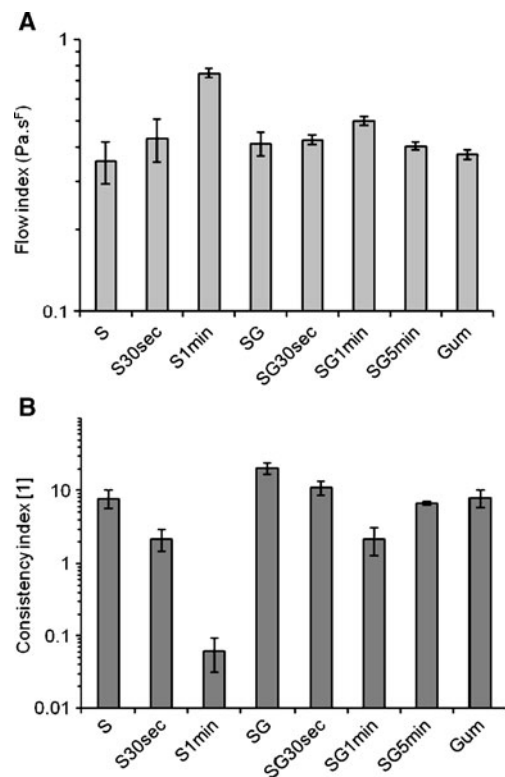 A
Flow index (Pa.sF)
1
0.1
S
S30sec
S1min
SG
SG30sec
SG1min
SG5min
Gum
B
Consistency index [1]
10
1
0.1
0.01
S
S30sec
S1min
SG
SG30sec
SG1min
SG5min
Gum